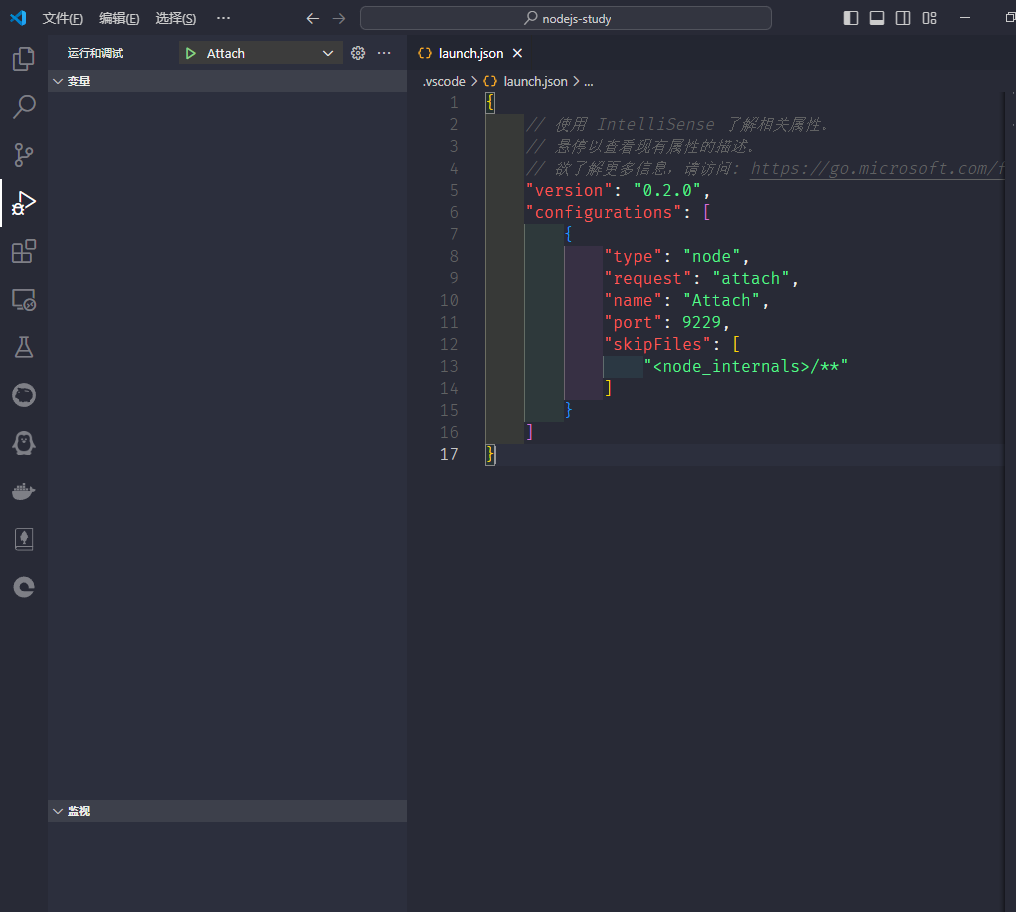 文件(F) 编辑(E) 选择(S) ··· nodejs-study
运行和调试 Attach ···
变量
监视
launch.json
.vscode > launch.json > ...
1 {
2 // 使用 IntelliSense 了解相关属性。
3 // 悬停以查看现有属性的描述。
4 // 欲了解更多信息，请访问: https://go.microsoft.com/f
5 "version": "0.2.0",
6 "configurations": [
7 {
8 "type": "node",
9 "request": "attach",
10 "name": "Attach",
11 "port": 9229,
12 "skipFiles": [
13 "<node_internals>/**"
14 ]
15 }
16 ]
17 }